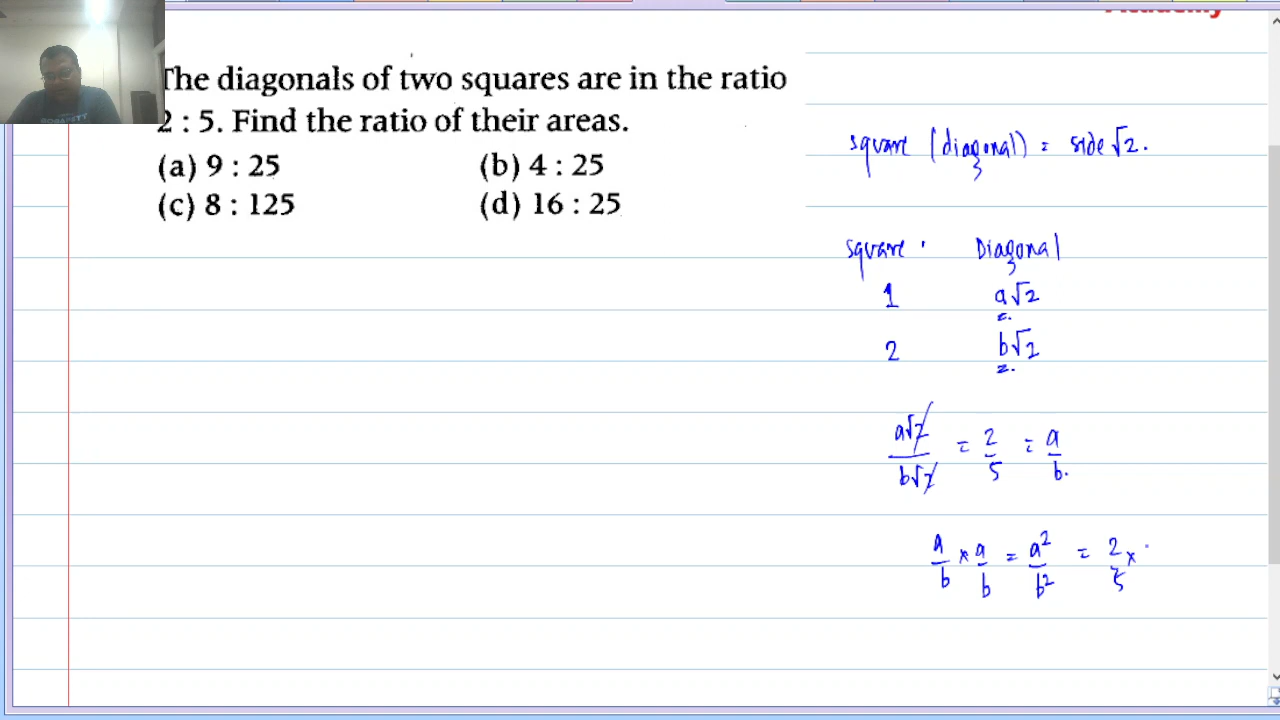 Academy
The diagonals of two squares are in the ratio
2 : 5. Find the ratio of their areas.
(a) 9 : 25 (b) 4 : 25
(c) 8 : 125 (d) 16 : 25
square (diagonal) = side √2.
square Diagonal
1 a√2
2 b√2
a√2/b√2 = 2/5 = a/b.
a/b × a/b = a²/b² = 2/5 ×